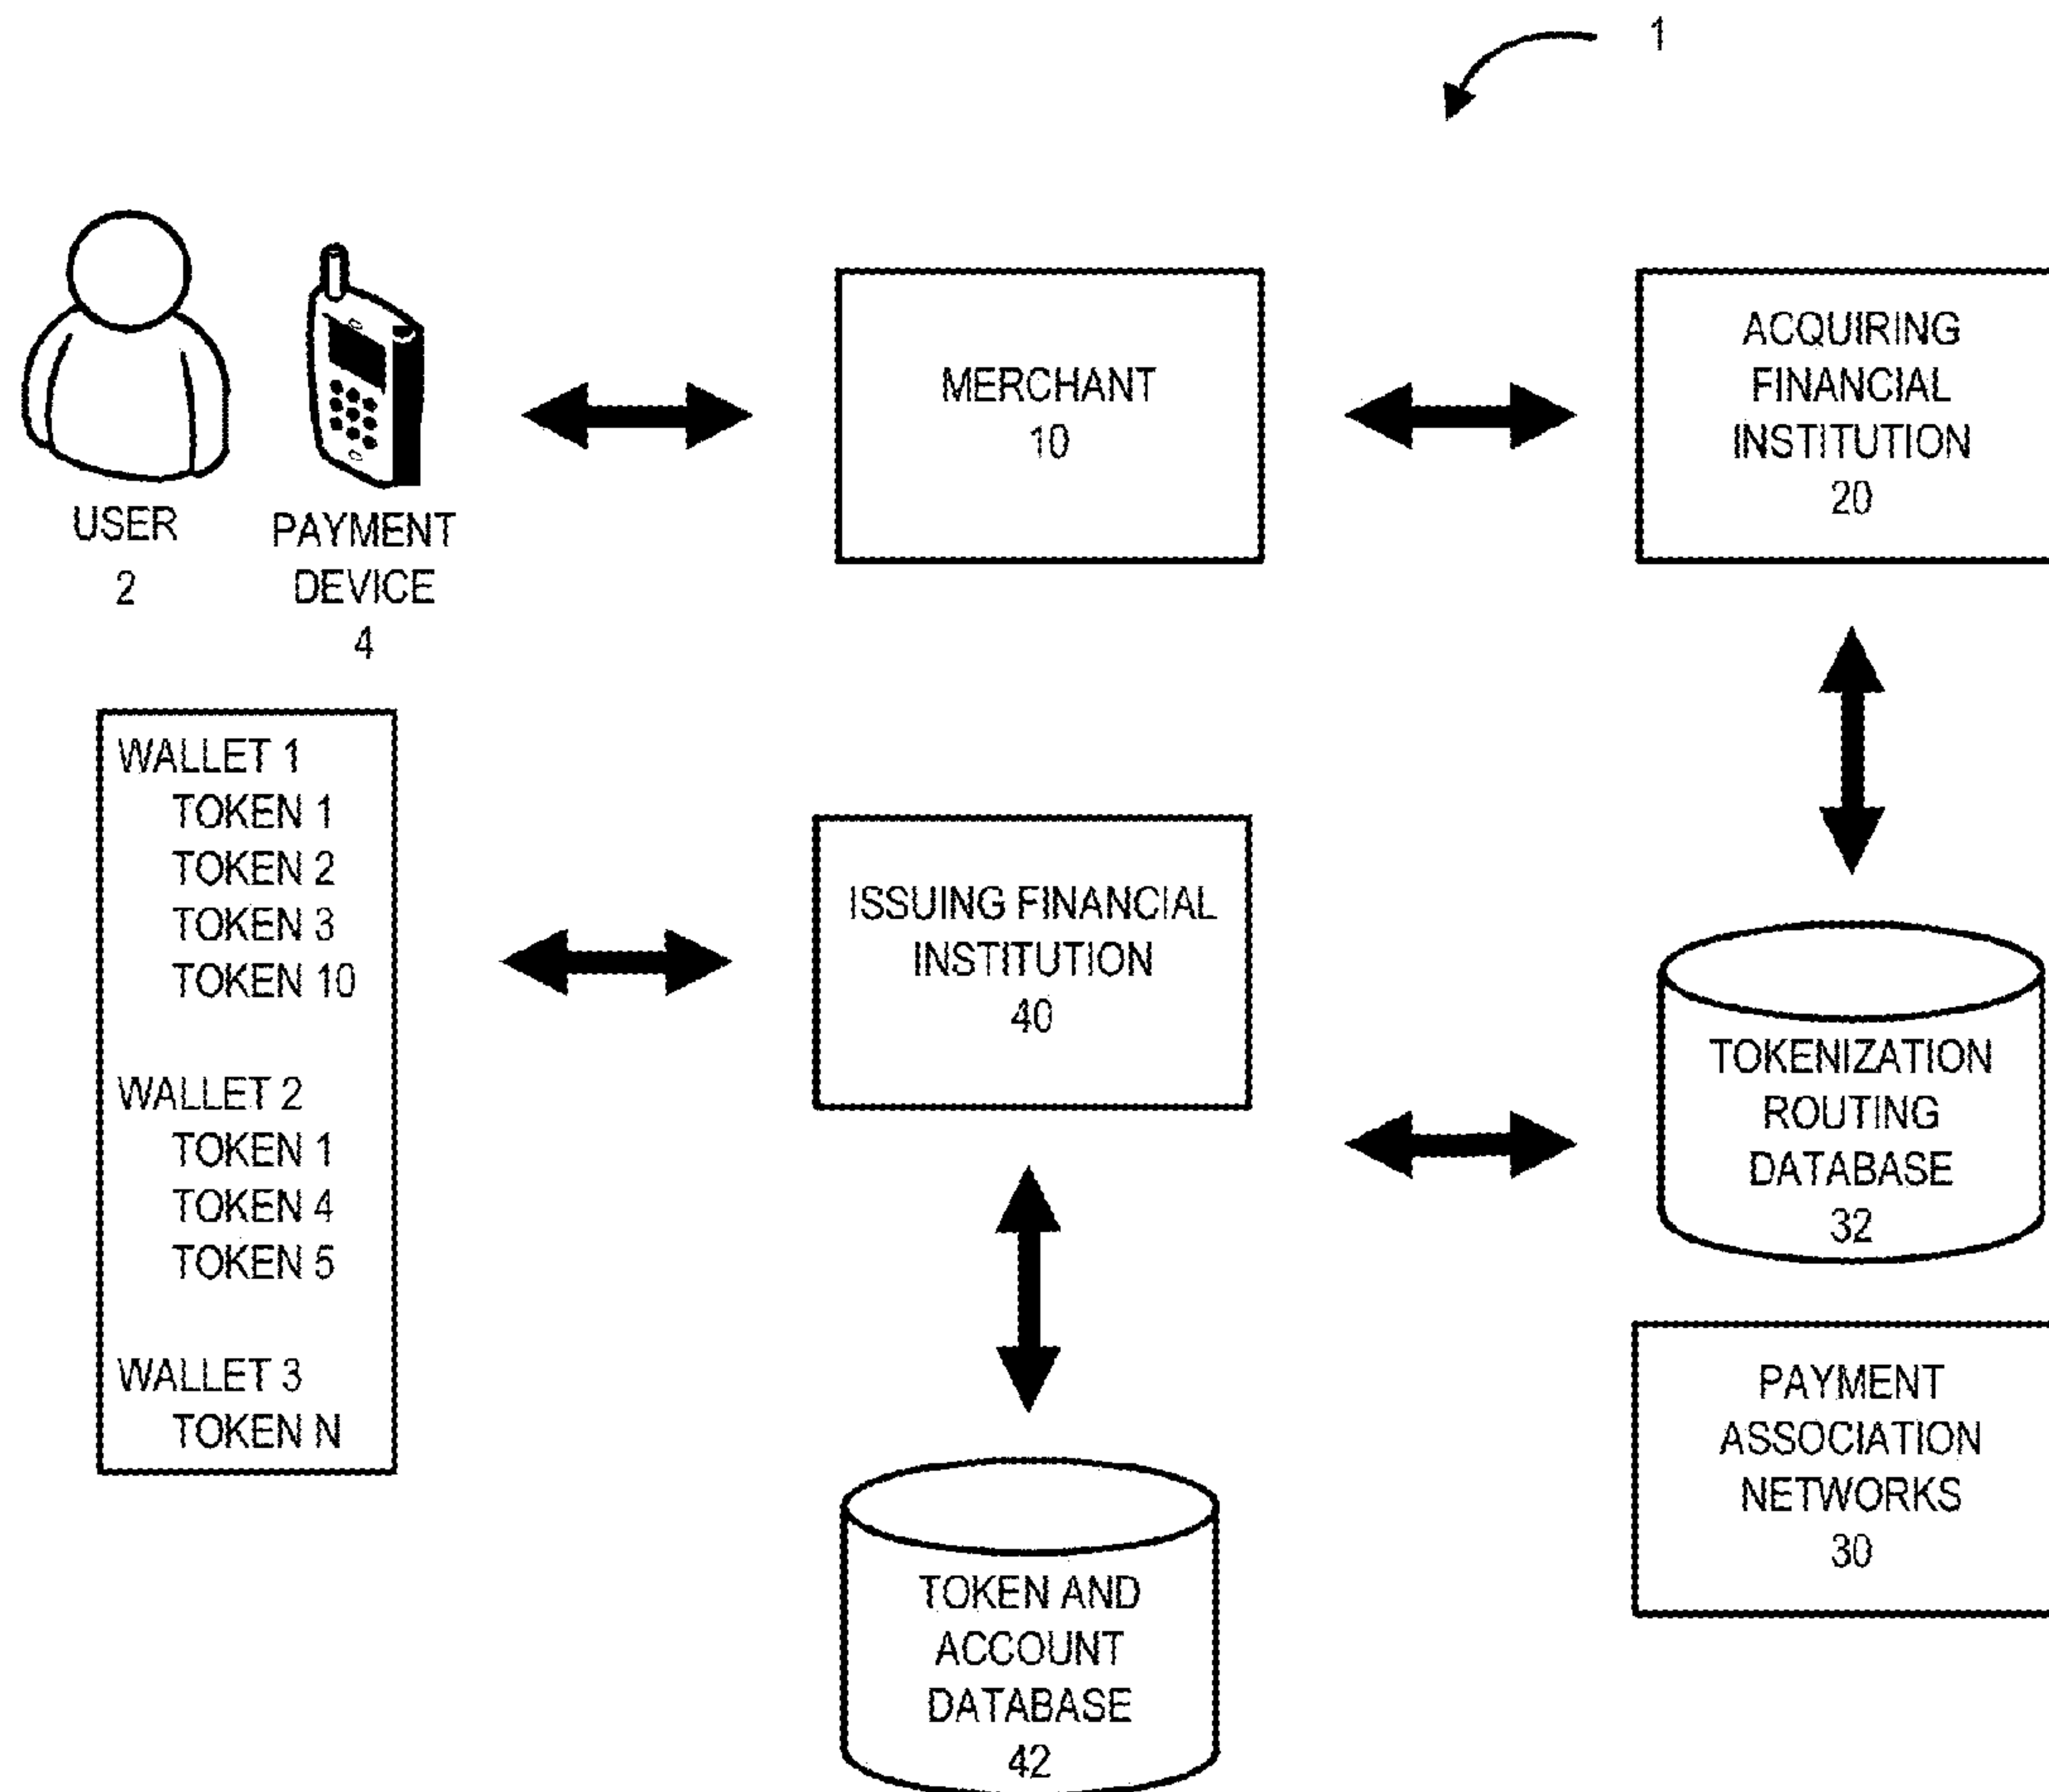 1
USER
2
PAYMENT
DEVICE
4
MERCHANT
10
ACQUIRING
FINANCIAL
INSTITUTION
20
WALLET 1
TOKEN 1
TOKEN 2
TOKEN 3
TOKEN 10
WALLET 2
TOKEN 1
TOKEN 4
TOKEN 5
WALLET 3
TOKEN N
ISSUING FINANCIAL
INSTITUTION
40
TOKENIZATION
ROUTING
DATABASE
32
TOKEN AND
ACCOUNT
DATABASE
42
PAYMENT
ASSOCIATION
NETWORKS
30